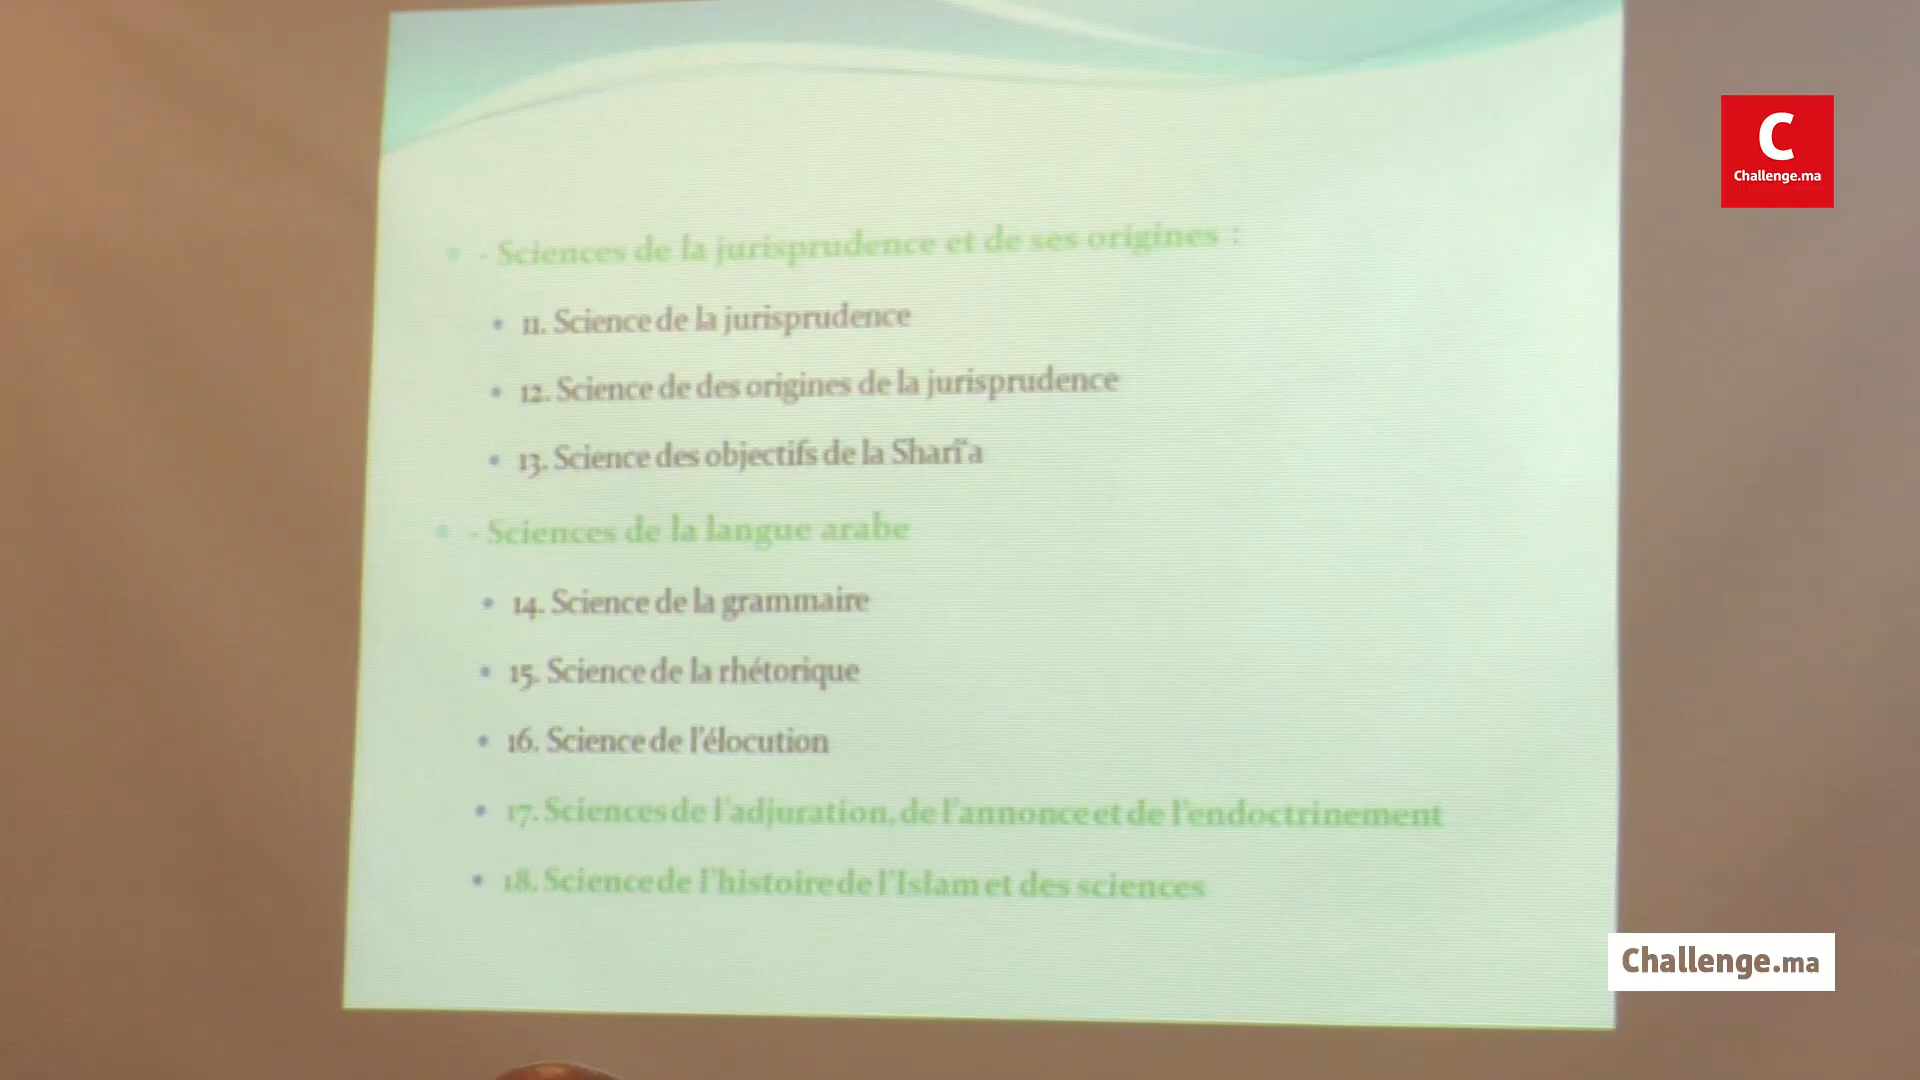 C
Challenge.ma
- Sciences de la jurisprudence et de ses origines :
11. Science de la jurisprudence
12. Science de des origines de la jurisprudence
13. Science des objectifs de la Sharī'a
- Sciences de la langue arabe
14. Science de la grammaire
15. Science de la rhétorique
16. Science de l'élocution
17. Sciences de l'adjuration, de l'annonce et de l'endoctrinement
18. Science de l'histoire de l'Islam et des sciences
Challenge.ma